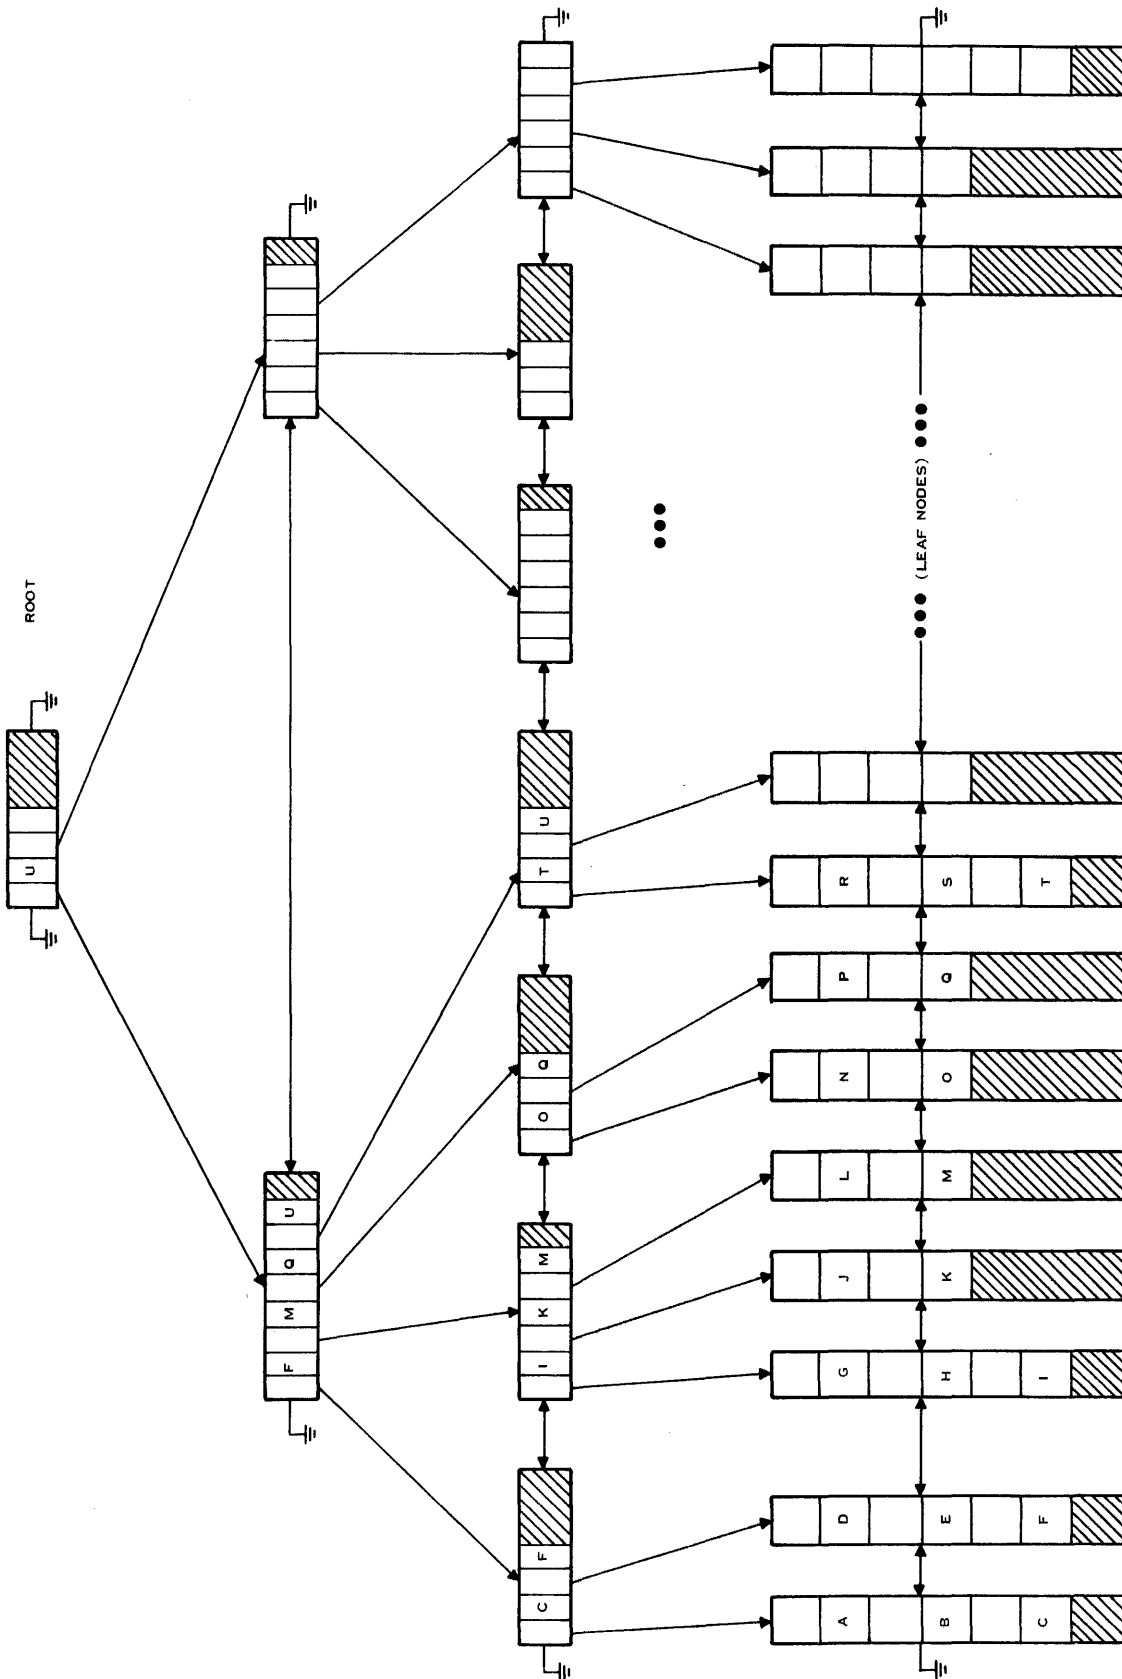 ROOT
U
F M Q U
C F
I K M
O Q
T U
A B C
D E F
G H I
J K
L M
N O
P Q
R S T
(LEAF NODES)